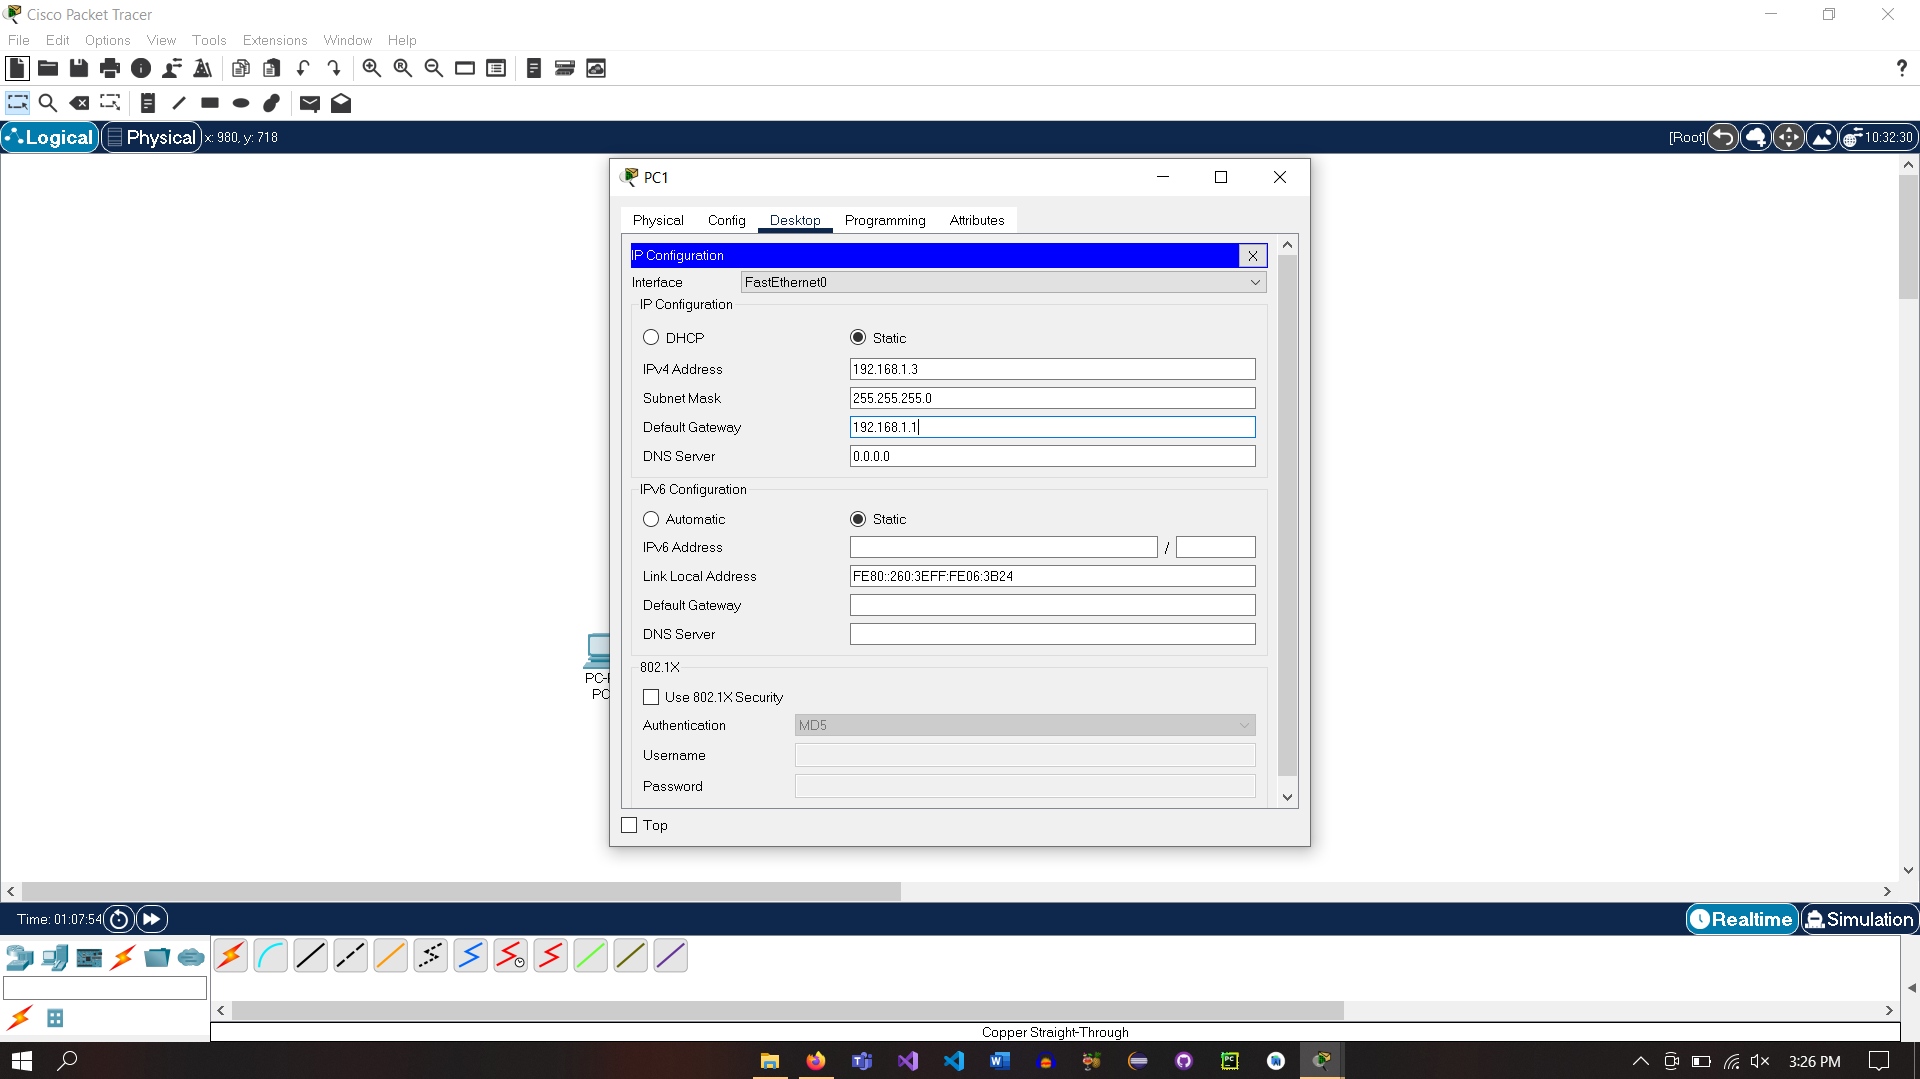 Cisco Packet Tracer
File Edit Options View Tools Extensions Window Help
?
Logical Physical x: 980, y: 718 [Root] 10:32:30
PC1
Physical Config Desktop Programming Attributes
IP Configuration X
Interface FastEthernet0
IP Configuration
DHCP Static
IPv4 Address 192.168.1.3
Subnet Mask 255.255.255.0
Default Gateway 192.168.1.1
DNS Server 0.0.0.0
IPv6 Configuration
Automatic Static
IPv6 Address /
Link Local Address FE80::260:3EFF:FE06:3B24
Default Gateway
DNS Server
PC-
PC
802.1X
Use 802.1X Security
Authentication MD5
Username
Password
Top
Time: 01:07:54 Realtime Simulation
Copper Straight-Through
3:26 PM